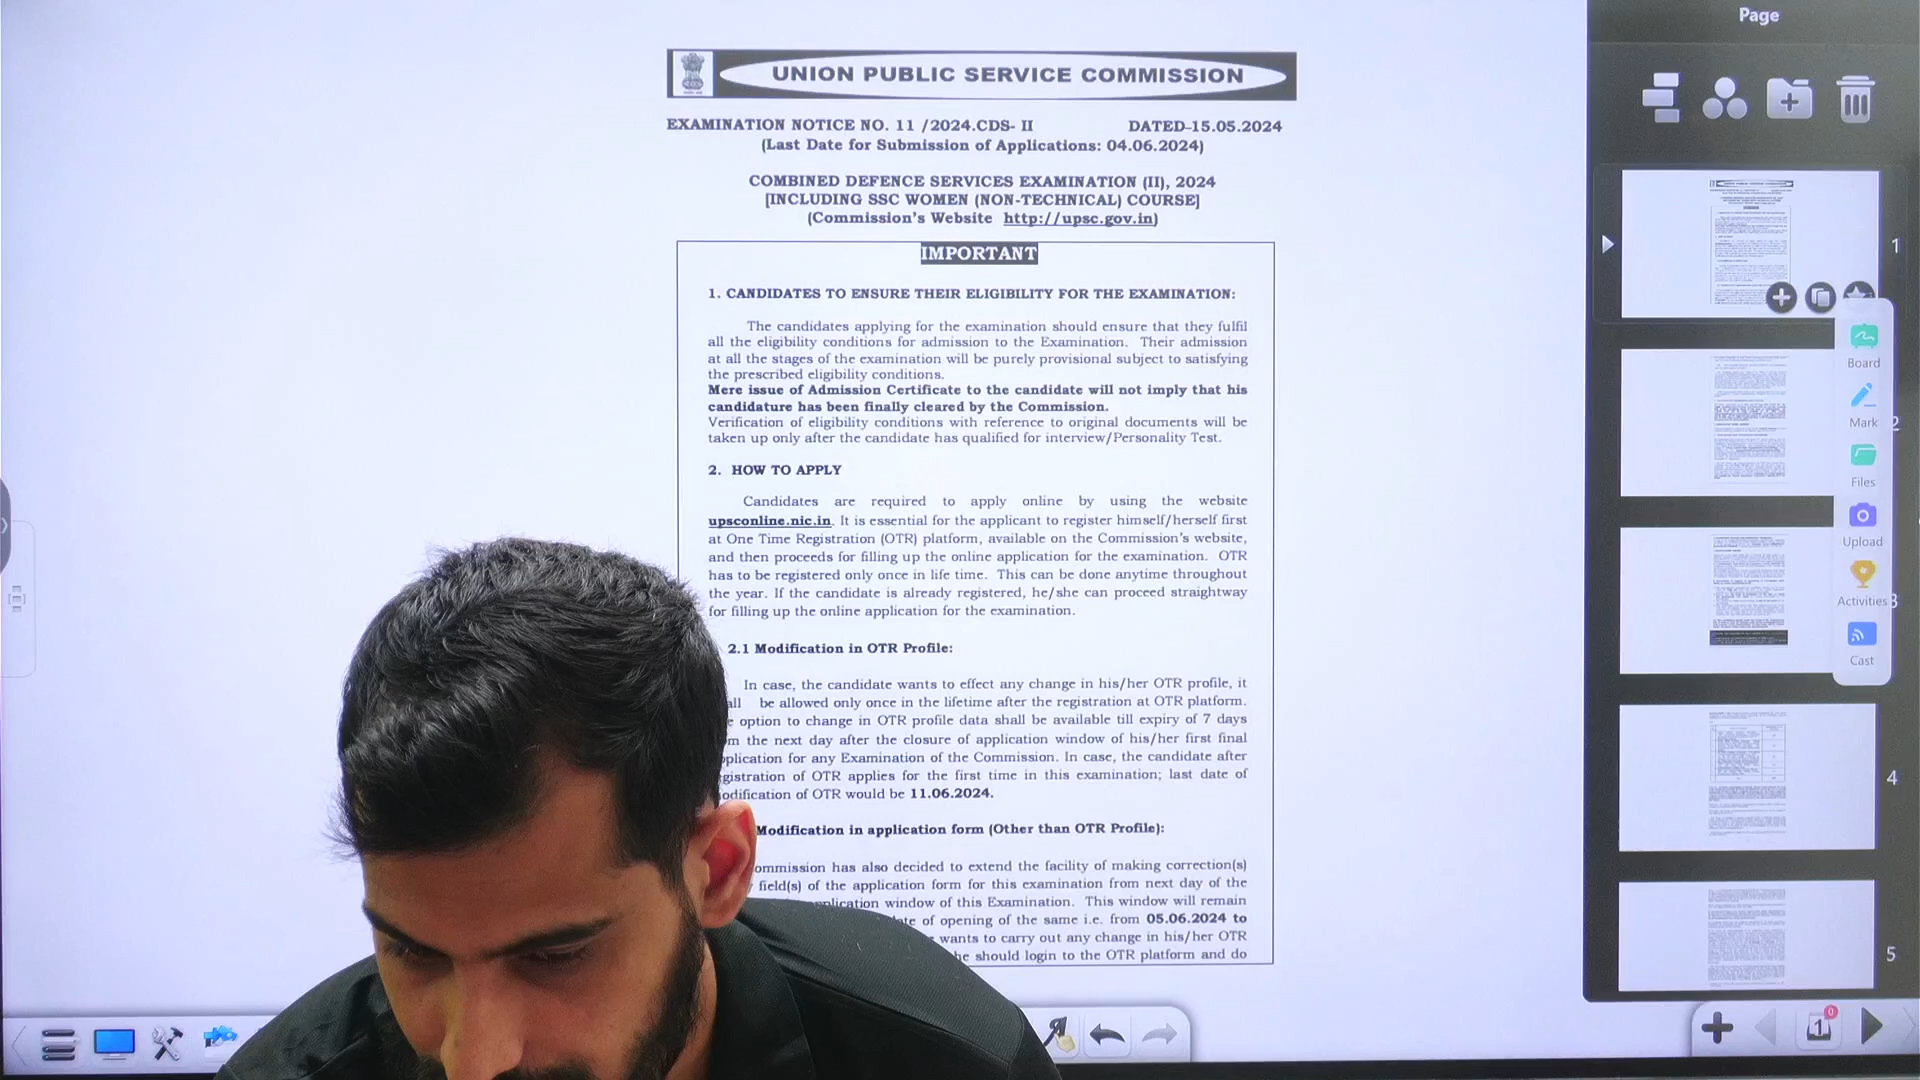 Page
UNION PUBLIC SERVICE COMMISSION
EXAMINATION NOTICE NO. 11 /2024.CDS- II DATED-15.05.2024
(Last Date for Submission of Applications: 04.06.2024)
COMBINED DEFENCE SERVICES EXAMINATION (II), 2024
[INCLUDING SSC WOMEN (NON-TECHNICAL) COURSE]
(Commission's Website http://upsc.gov.in)
IMPORTANT
1. CANDIDATES TO ENSURE THEIR ELIGIBILITY FOR THE EXAMINATION:
The candidates applying for the examination should ensure that they fulfil
all the eligibility conditions for admission to the Examination. Their admission
at all the stages of the examination will be purely provisional subject to satisfying
the prescribed eligibility conditions.
Mere issue of Admission Certificate to the candidate will not imply that his
candidature has been finally cleared by the Commission.
Verification of eligibility conditions with reference to original documents will be
taken up only after the candidate has qualified for interview/Personality Test.
2. HOW TO APPLY
Candidates are required to apply online by using the website
upsconline.nic.in. It is essential for the applicant to register himself/herself first
at One Time Registration (OTR) platform, available on the Commission's website,
and then proceeds for filling up the online application for the examination. OTR
has to be registered only once in life time. This can be done anytime throughout
the year. If the candidate is already registered, he/she can proceed straightway
for filling up the online application for the examination.
2.1 Modification in OTR Profile:
In case, the candidate wants to effect any change in his/her OTR profile, it
all be allowed only once in the lifetime after the registration at OTR platform.
e option to change in OTR profile data shall be available till expiry of 7 days
m the next day after the closure of application window of his/her first final
pplication for any Examination of the Commission. In case, the candidate after
gistration of OTR applies for the first time in this examination; last date of
odification of OTR would be 11.06.2024.
Modification in application form (Other than OTR Profile):
ommission has also decided to extend the facility of making correction(s)
field(s) of the application form for this examination from next day of the
plication window of this Examination. This window will remain
te of opening of the same i.e. from 05.06.2024 to
wants to carry out any change in his/her OTR
he should login to the OTR platform and do
1
Board
Mark
2
Files
Upload
Activities
3
Cast
4
5
1
0